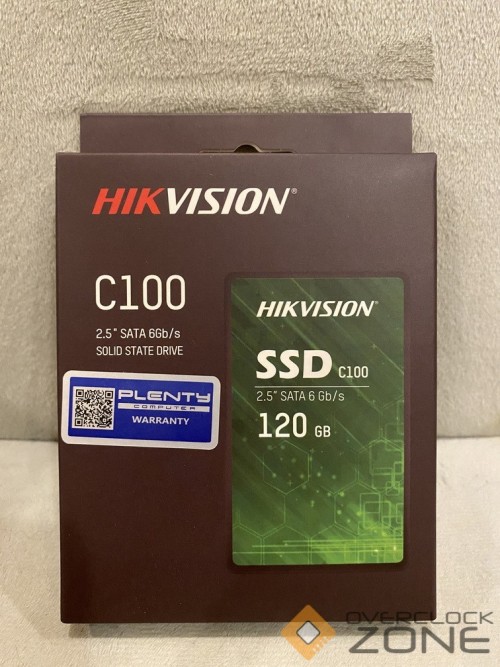 HIKVISION®
C100
2.5" SATA 6Gb/s
SOLID STATE DRIVE
PLENTY
COMPUTER
WARRANTY
HIKVISION®
SSD C100
2.5" SATA 6 Gb/s
120 GB
OVERCLOCK
ZONE